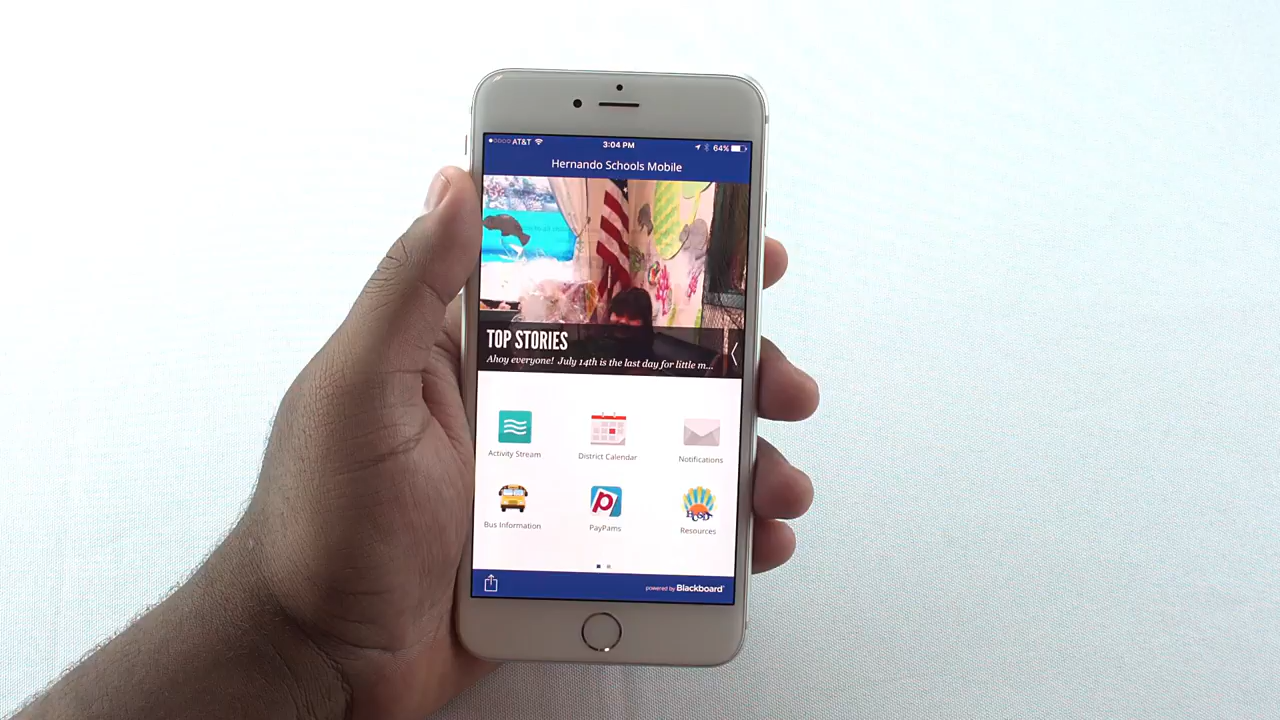 AT&T 3:04 PM 64%
Hernando Schools Mobile
TOP STORIES
Ahoy everyone! July 14th is the last day for little m...
Activity Stream District Calendar Notifications
p
HCSD
Bus Information PayPams Resources
powered by Blackboard